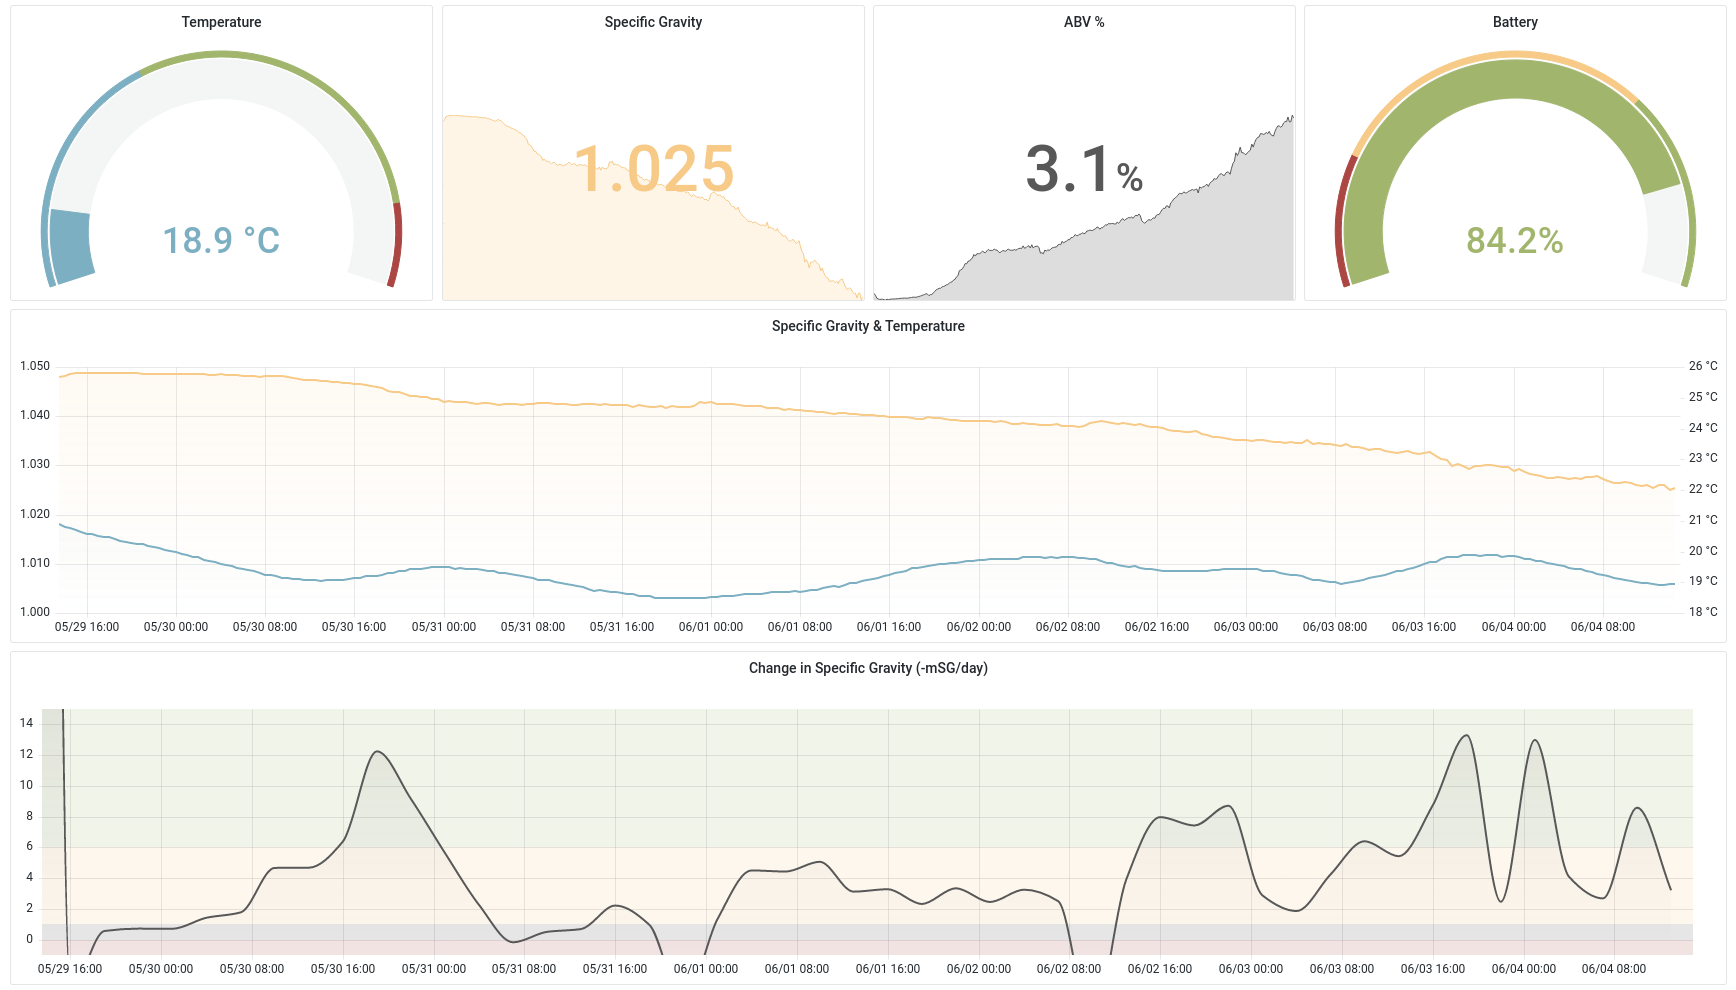 Temperature
Specific Gravity
ABV %
Battery
18.9 °C
1.025
3.1%
84.2%
Specific Gravity & Temperature
1.050
1.040
1.030
1.020
1.010
1.000
26 °C
25 °C
24 °C
23 °C
22 °C
21 °C
20 °C
19 °C
18 °C
05/29 16:00 05/30 00:00 05/30 08:00 05/30 16:00 05/31 00:00 05/31 08:00 05/31 16:00 06/01 00:00 06/01 08:00 06/01 16:00 06/02 00:00 06/02 08:00 06/02 16:00 06/03 00:00 06/03 08:00 06/03 16:00 06/04 00:00 06/04 08:00
Change in Specific Gravity (-mSG/day)
14
12
10
8
6
4
2
0
05/29 16:00 05/30 00:00 05/30 08:00 05/30 16:00 05/31 00:00 05/31 08:00 05/31 16:00 06/01 00:00 06/01 08:00 06/01 16:00 06/02 00:00 06/02 08:00 06/02 16:00 06/03 00:00 06/03 08:00 06/03 16:00 06/04 00:00 06/04 08:00